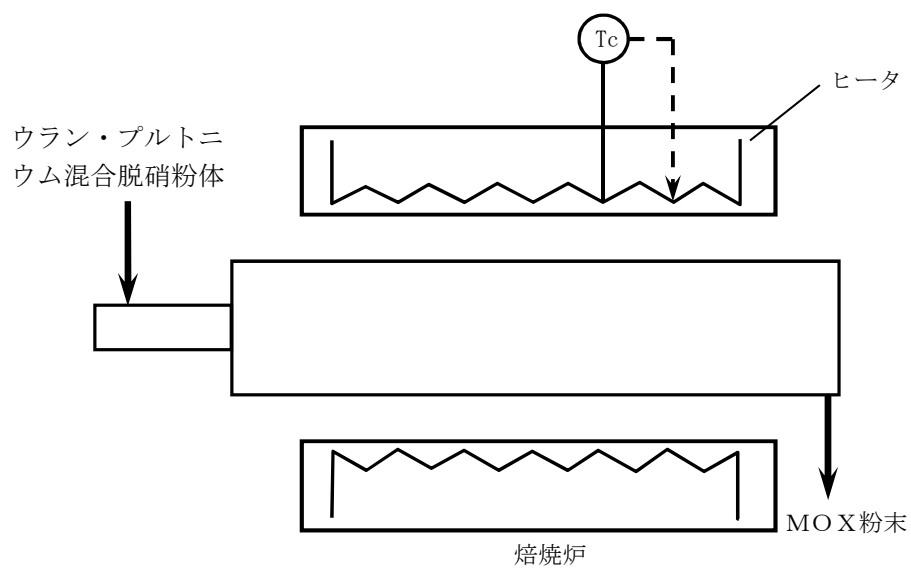 Tc
ヒータ
ウラン・プルトニ
ウム混合脱硝粉体
ＭＯＸ粉末
焙焼炉